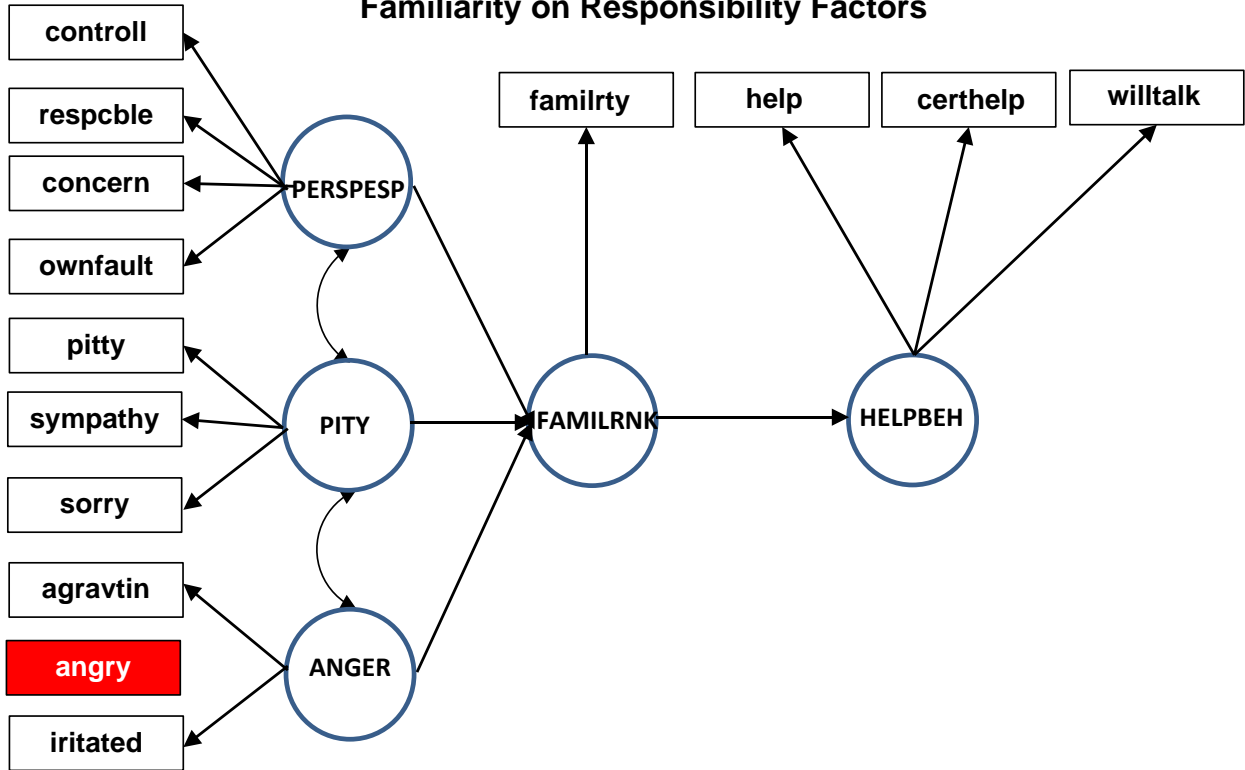 Familiarity on Responsibility Factors
controll
respcble
concern
ownfault
pitty
sympathy
sorry
agravtin
angry
iritated
PERSPESP
PITY
ANGER
familrty
FAMILRNK
help
certhelp
willtalk
HELPBEH